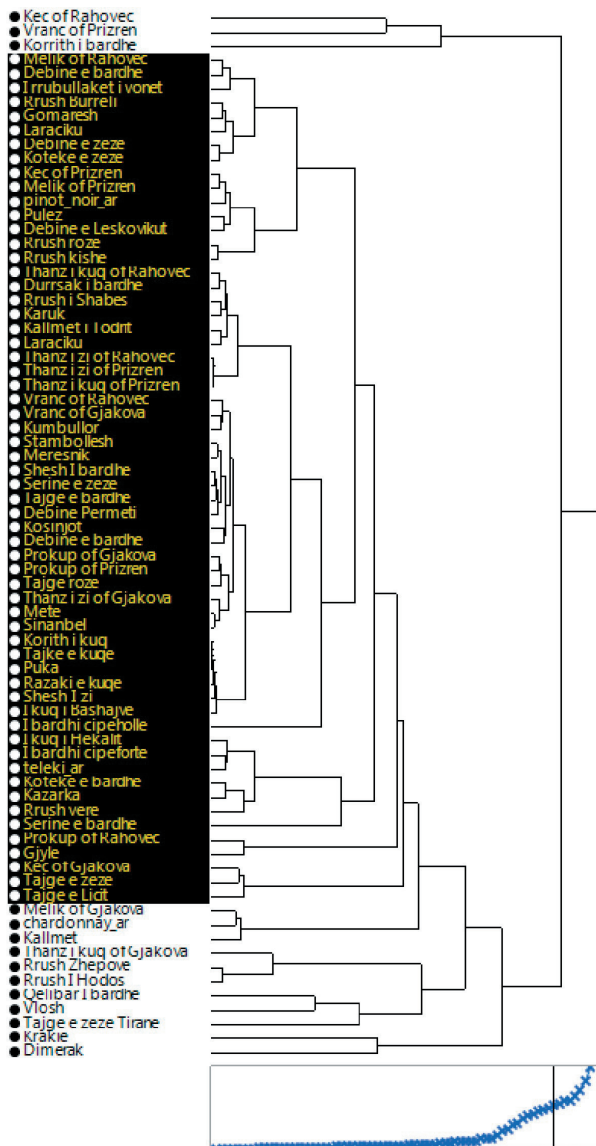 Kec of Rahovec
Vranc of Prizren
Korrith i bardhe
Melik of Rahovec
Debine e bardhe
Irrubullaket i vonet
Rrush Burreli
Gomaresh
Laraciku
Debine e zeze
Koteke e zeze
Kec of Prizren
Melik of Prizren
pinot_noir_ar
Pulez
Debine e Leskovikut
Rrush roze
Rrush kishe
Thanz i kuq of Rahovec
Durrsak i bardhe
Rrush i Shabes
Karuk
Kallmet i Todrit
Laraciku
Thanz i zi of Rahovec
Thanz i zi of Prizren
Thanz i kuq of Prizren
Vranc of Rahovec
Vranc of Gjakova
Kumbullor
Stambollesh
Meresnik
Shesh I bardhe
Serine e zeze
Tajge e bardhe
Debine Permeti
Kosinjot
Debine e bardhe
Prokup of Gjakova
Prokup of Prizren
Tajge roze
Thanz i zi of Gjakova
Mete
Sinanbel
Korith i kuq
Tajke e kuqe
Puka
Razaki e kuqe
Shesh I zi
I kuq i Bashajve
I bardhi cipeholle
I kuq i Hekalit
I bardhi cipeforte
teleki_ar
Koteke e bardhe
Kazarka
Rrush vere
Serine e bardhe
Prokup of Rahovec
Gjyle
Kec of Gjakova
Tajge e zeze
Tajge e Licit
Melik of Gjakova
chardonnay_ar
Kallmet
Thanz i kuq of Gjakova
Rrush Zhepove
Rrush I Hodos
Qelibar I bardhe
Vlosh
Tajge e zeze Tirane
Krakie
Dimerak